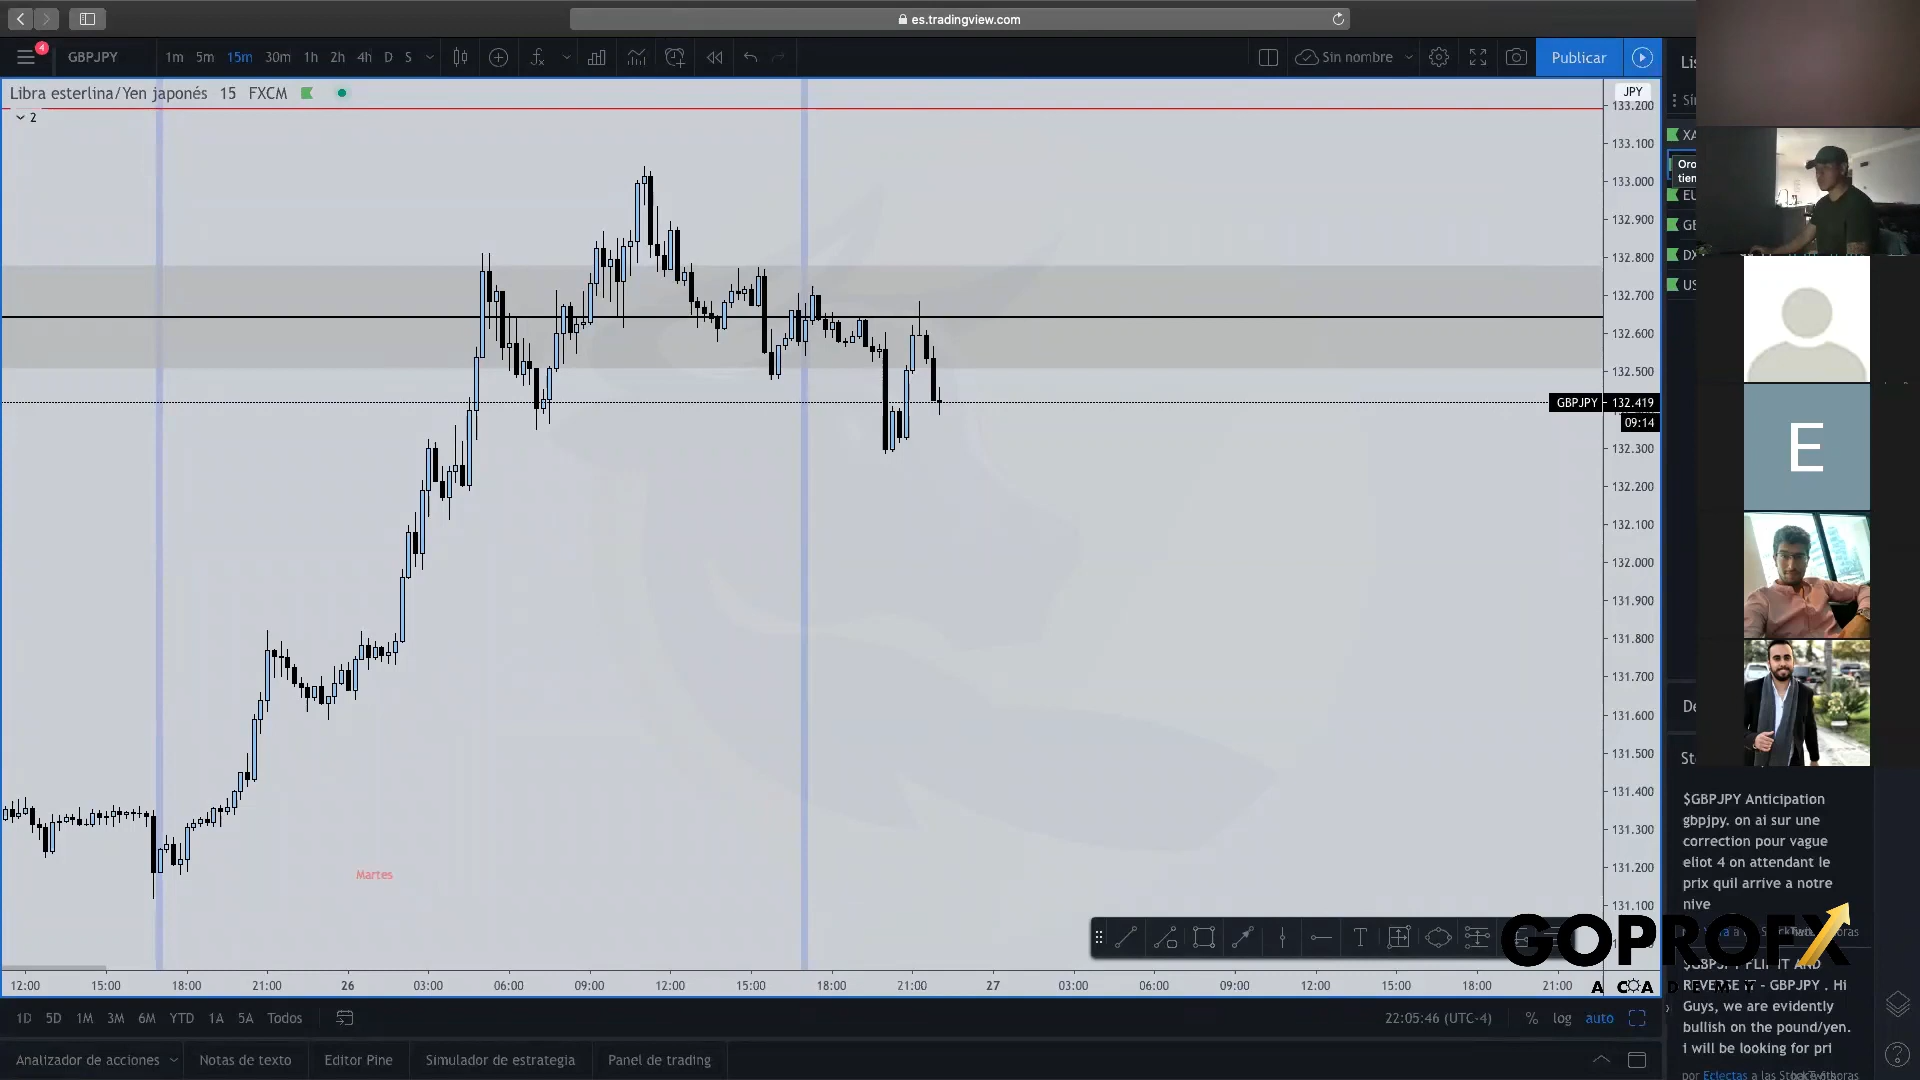 es.tradingview.com
4
GBPJPY
1m 5m 15m 30m 1h 2h 4h D S
Sin nombre
Publicar
Libra esterlina/Yen japonés 15 FXCM
2
JPY
133.200
133.100
133.000
132.900
132.800
132.700
132.600
132.500
GBPJPY 132.419
09:14
132.300
132.200
132.100
132.000
131.900
131.800
131.700
131.600
131.500
131.400
131.300
131.200
131.100
Martes
12:00 15:00 18:00 21:00 26 03:00 06:00 09:00 12:00 15:00 18:00 21:00 27 03:00 06:00 09:00 12:00 15:00 18:00 21:00
1D 5D 1M 3M 6M YTD 1A 5A Todos
22:05:46 (UTC-4)
% log auto
Analizador de acciones Notas de texto Editor Pine Simulador de estrategia Panel de trading
Oro
E
$GBPJPY Anticipation
gbpjpy. on ai sur une
correction pour vague
eliot 4 on attendant le
prix quil arrive a notre
nive
GOPROFX
REVERSE IT - GBPJPY . Hi
Guys, we are evidently
bullish on the pound/yen.
i will be looking for pri
por Eclectas a las